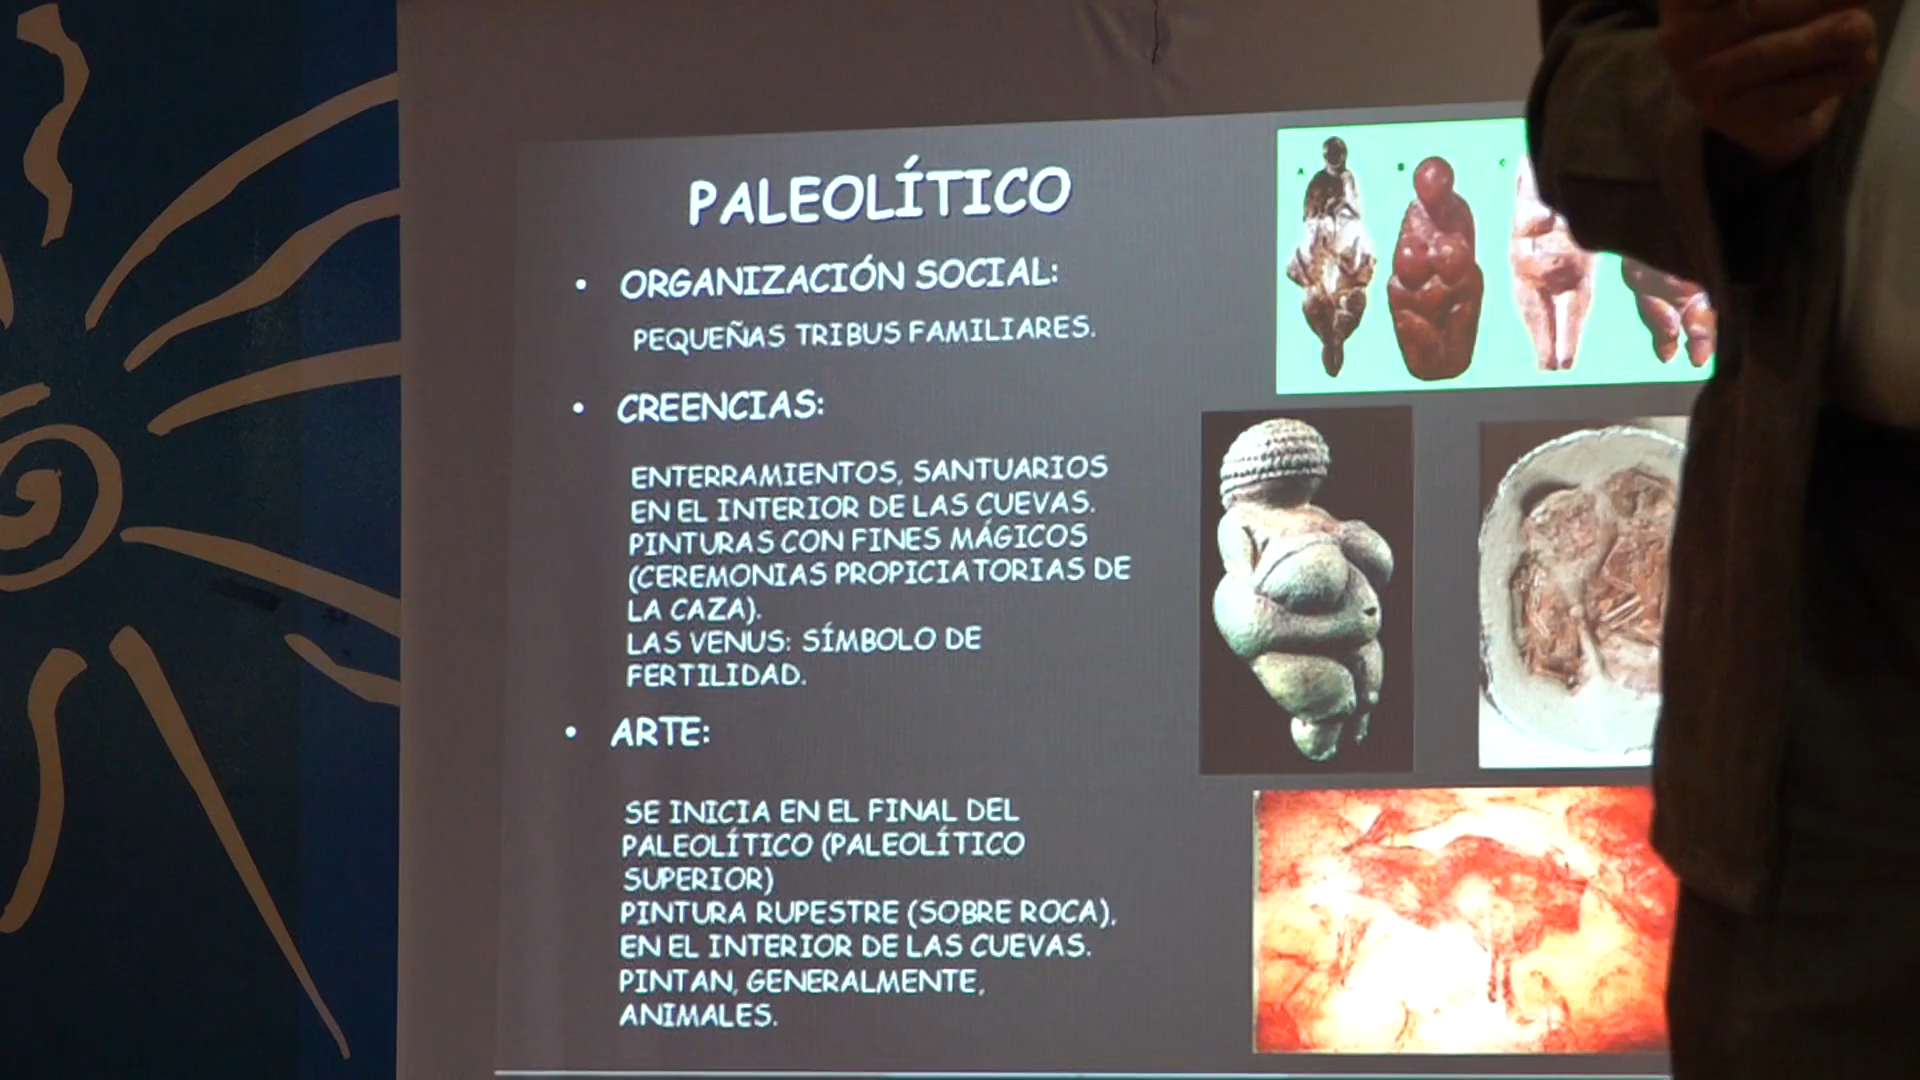 PALEOLÍTICO
• ORGANIZACIÓN SOCIAL:
PEQUEÑAS TRIBUS FAMILIARES.
• CREENCIAS:
ENTERRAMIENTOS, SANTUARIOS
EN EL INTERIOR DE LAS CUEVAS.
PINTURAS CON FINES MÁGICOS
(CEREMONIAS PROPICIATORIAS DE
LA CAZA).
LAS VENUS: SÍMBOLO DE
FERTILIDAD.
• ARTE:
SE INICIA EN EL FINAL DEL
PALEOLÍTICO (PALEOLÍTICO
SUPERIOR)
PINTURA RUPESTRE (SOBRE ROCA),
EN EL INTERIOR DE LAS CUEVAS.
PINTAN, GENERALMENTE,
ANIMALES.
A B C